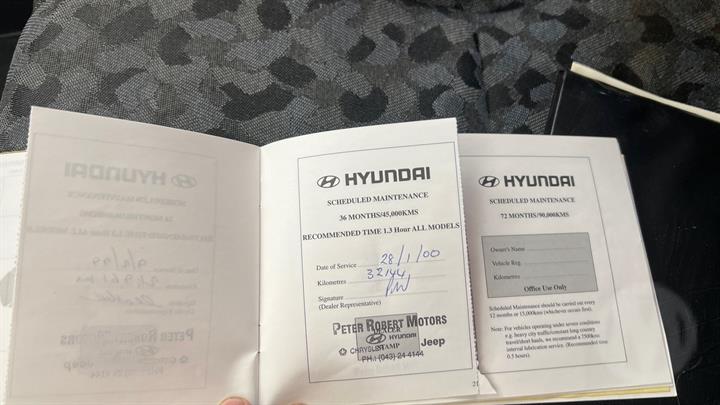 HYUNDAI
SCHEDULED MAINTENANCE
36 MONTHS/45,000KMS
RECOMMENDED TIME 1.3 Hour ALL MODELS
Date of Service 28/1/00
Kilometres 32144
Signature
(Dealer Representative)
PETER ROBERT MOTORS
DEALER
HYUNDAI
CHRYSLER
STAMP
Jeep
PH: (043) 24 4144
21
HYUNDAI
SCHEDULED MAINTENANCE
72 MONTHS/90,000KMS
Owner's Name
Vehicle Reg.
Kilometres
Office Use Only
Scheduled Maintenance should be carried out every
12 months or 15,000km (whichever occurs first).
Note: For vehicles operating under severe conditions
e.g. heavy city traffic/constant long country
travel/short hauls, we recommend a 7500km
internal lubrication service. (Recommended time
0.5 hours).